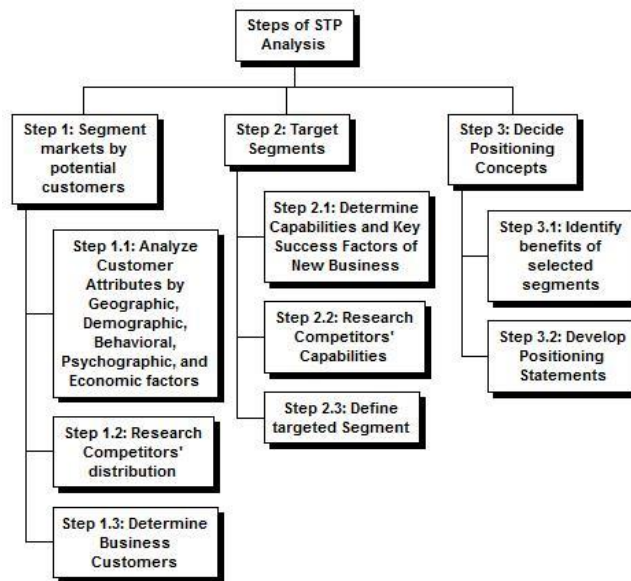 Steps of STP
Analysis
Step 1: Segment
markets by
potential
customers
Step 1.1: Analyze
Customer
Attributes by
Geographic,
Demographic,
Behavioral,
Psychographic, and
Economic factors
Step 1.2: Research
Competitors'
distribution
Step 1.3: Determine
Business
Customers
Step 2: Target
Segments
Step 2.1: Determine
Capabilities and Key
Success Factors of
New Business
Step 2.2: Research
Competitors'
Capabilities
Step 2.3: Define
targeted Segment
Step 3: Decide
Positioning
Concepts
Step 3.1: Identify
benefits of
selected
segments
Step 3.2: Develop
Positioning
Statements